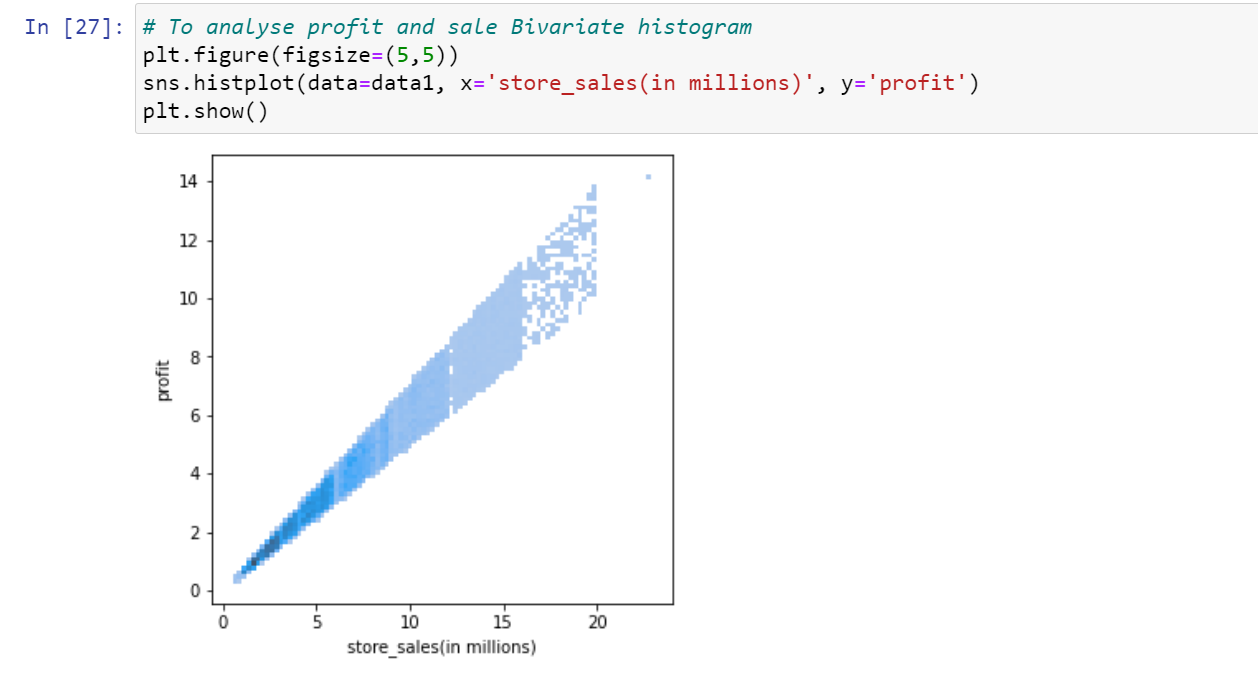 In [27]: # To analyse profit and sale Bivariate histogram
plt.figure(figsize=(5,5))
sns.histplot(data=data1, x='store_sales(in millions)', y='profit')
plt.show()
14
12
10
8
6
4
2
0
profit
0 5 10 15 20
store_sales(in millions)